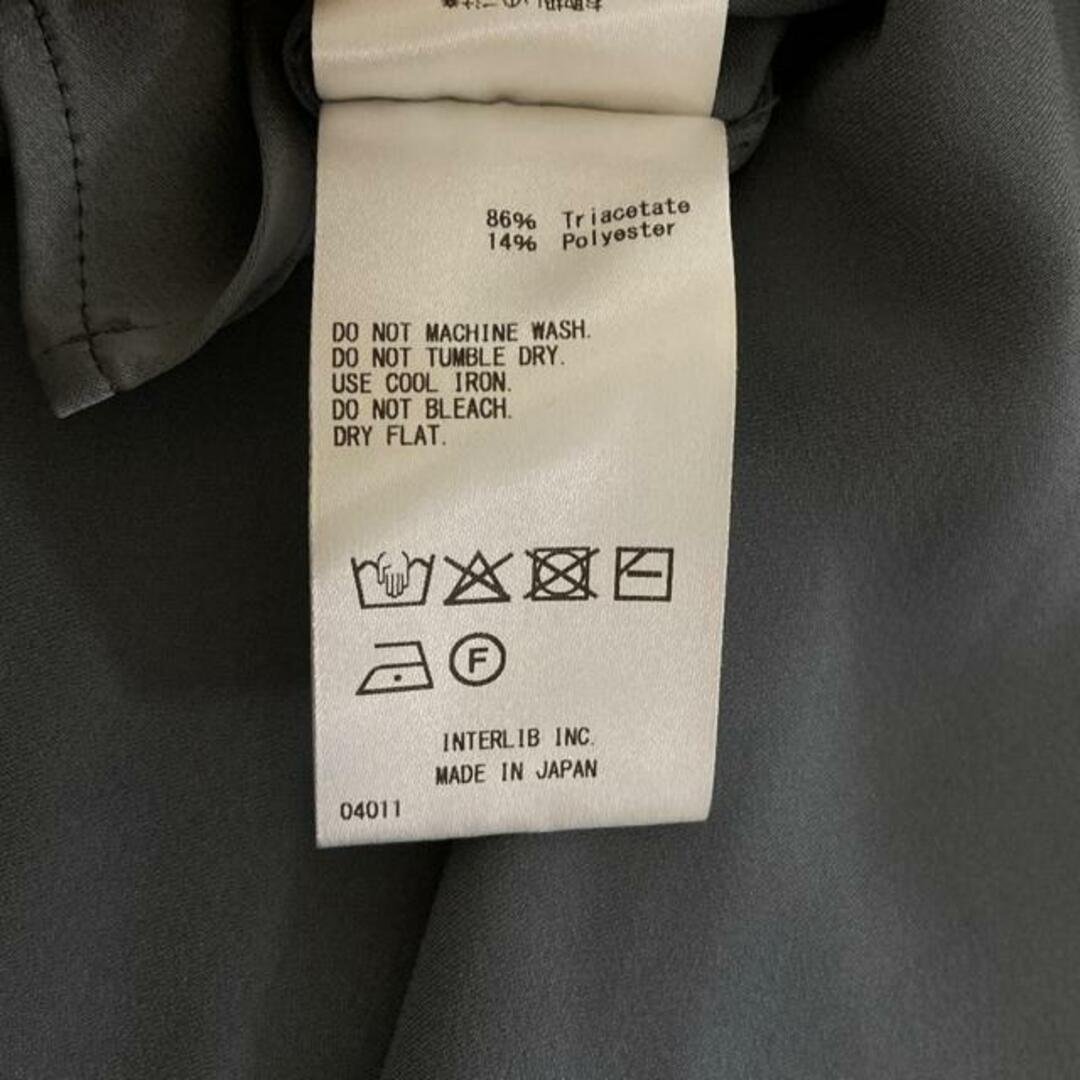 86% Triacetate
14% Polyester
DO NOT MACHINE WASH.
DO NOT TUMBLE DRY.
USE COOL IRON.
DO NOT BLEACH.
DRY FLAT.
F
INTERLIB INC.
MADE IN JAPAN
04011